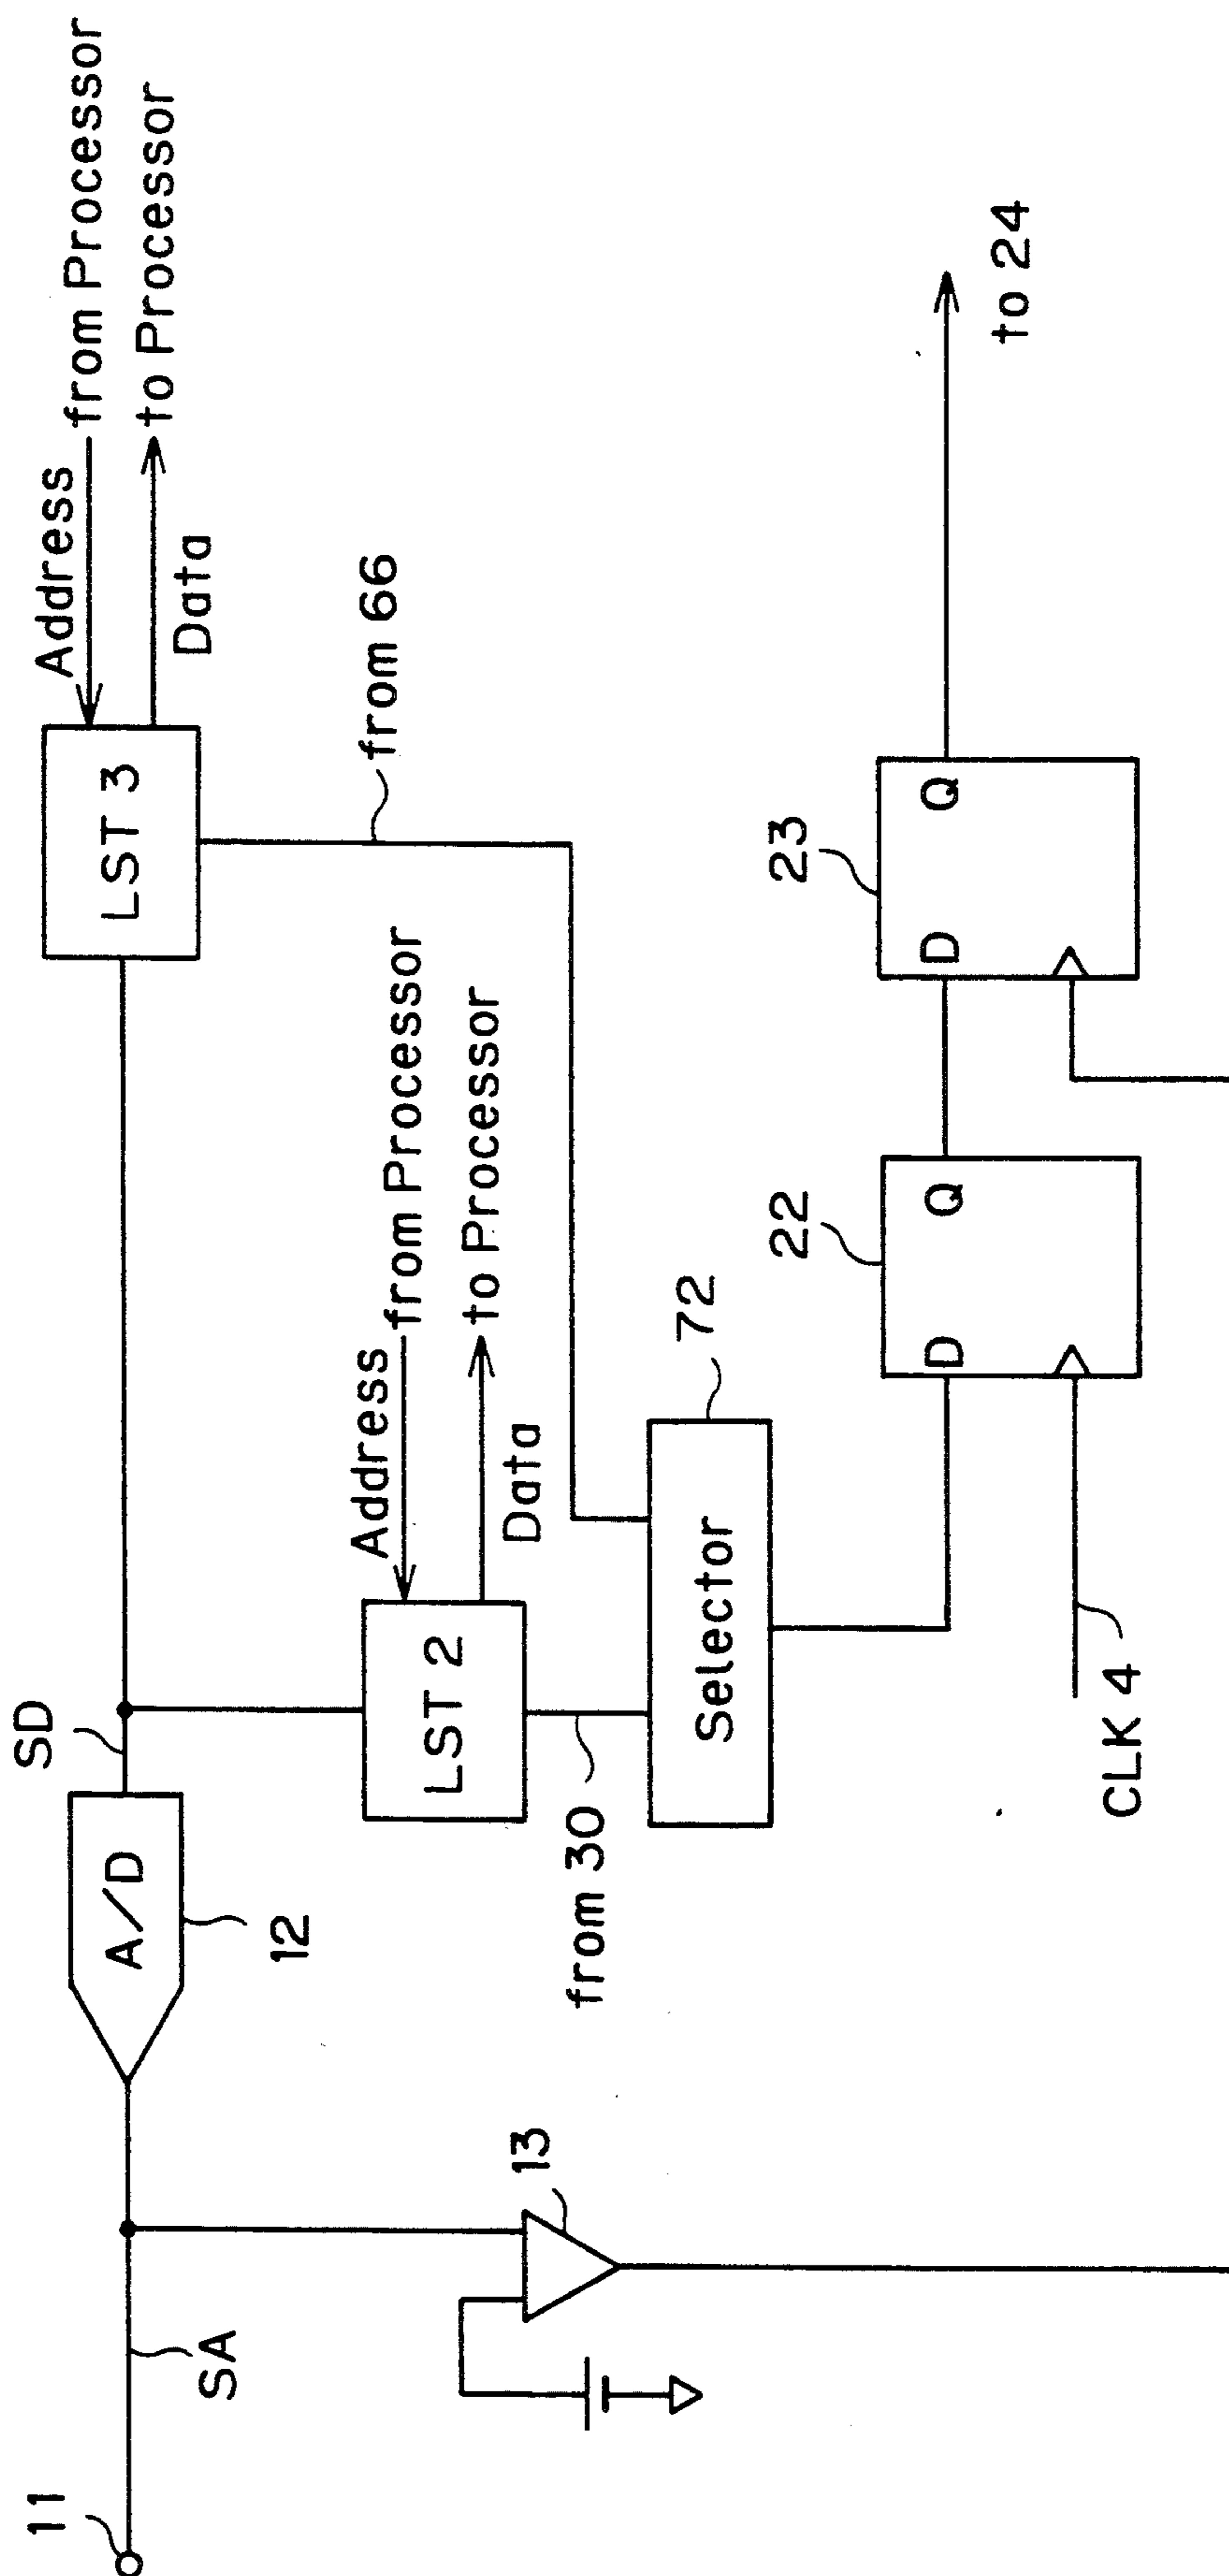 11
SA
A/D
12
SD
LST 3
Address
from Processor
to Processor
Data
from 66
13
LST 2
Address
from Processor
to Processor
Data
from 30
Selector
72
22
D
Q
23
D
Q
to 24
CLK 4